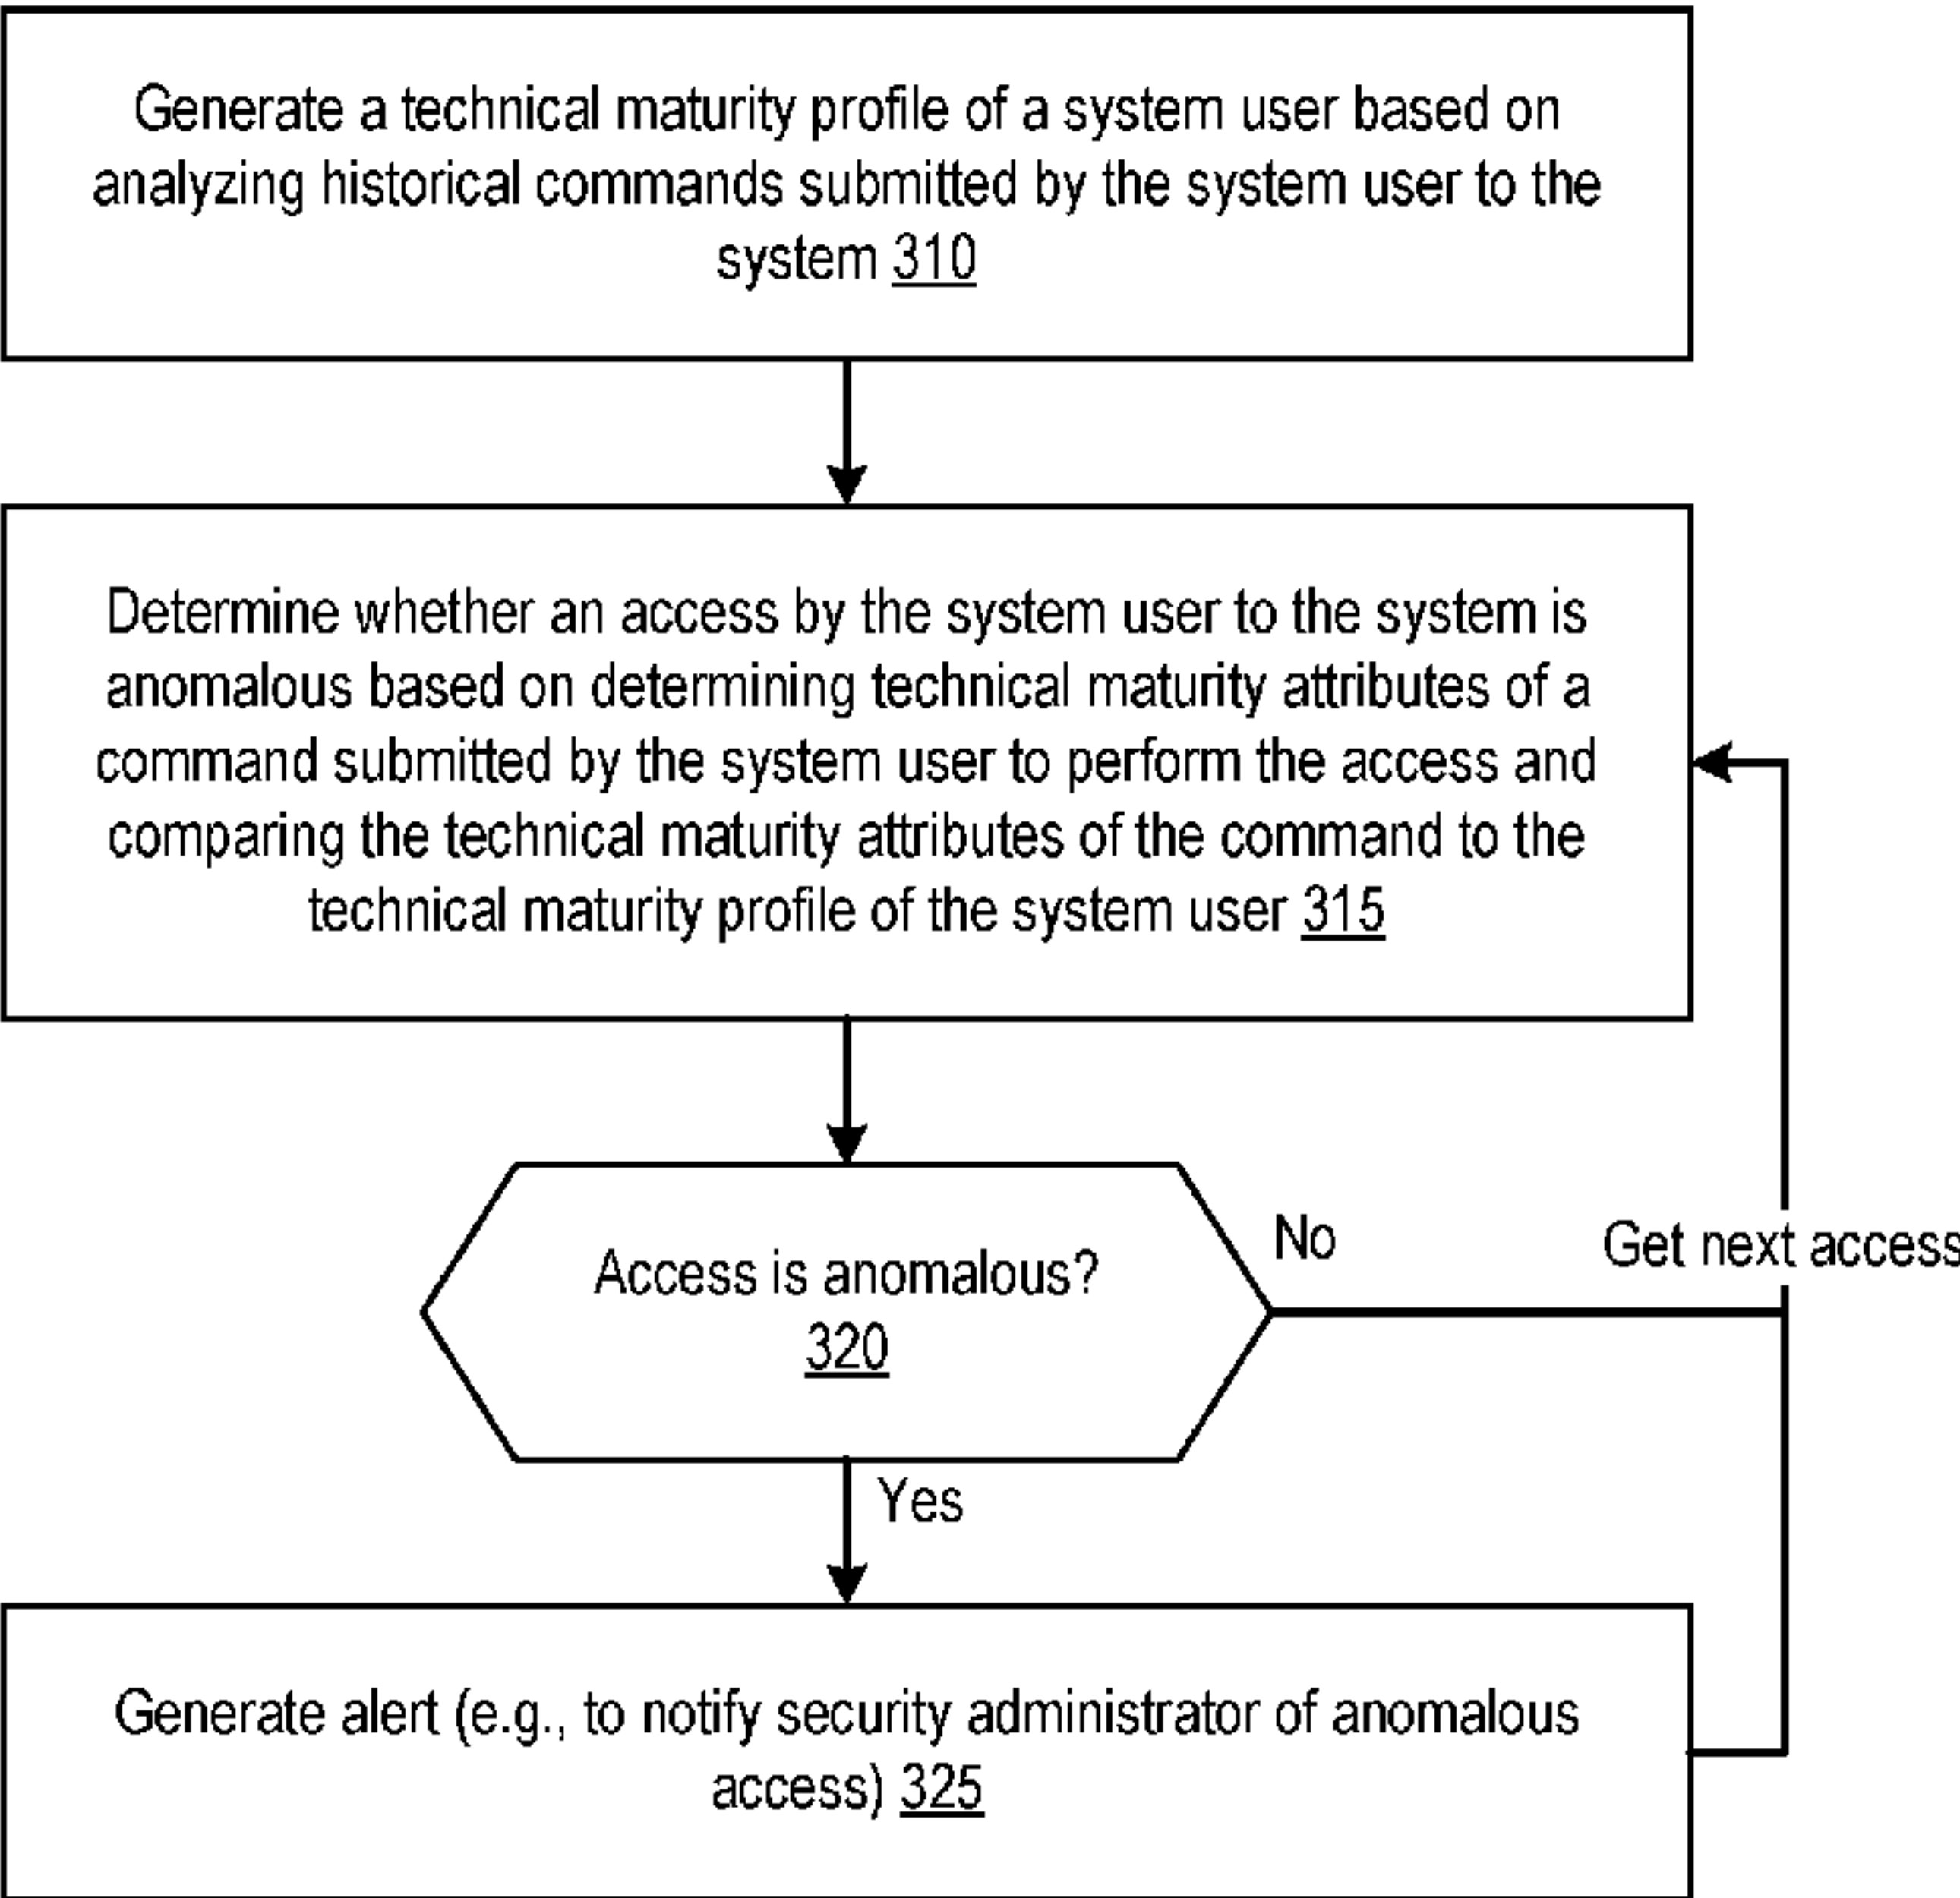 Generate a technical maturity profile of a system user based on
analyzing historical commands submitted by the system user to the
system 310
Determine whether an access by the system user to the system is
anomalous based on determining technical maturity attributes of a
command submitted by the system user to perform the access and
comparing the technical maturity attributes of the command to the
technical maturity profile of the system user 315
Access is anomalous?
320
No
Get next access
Yes
Generate alert (e.g., to notify security administrator of anomalous
access) 325